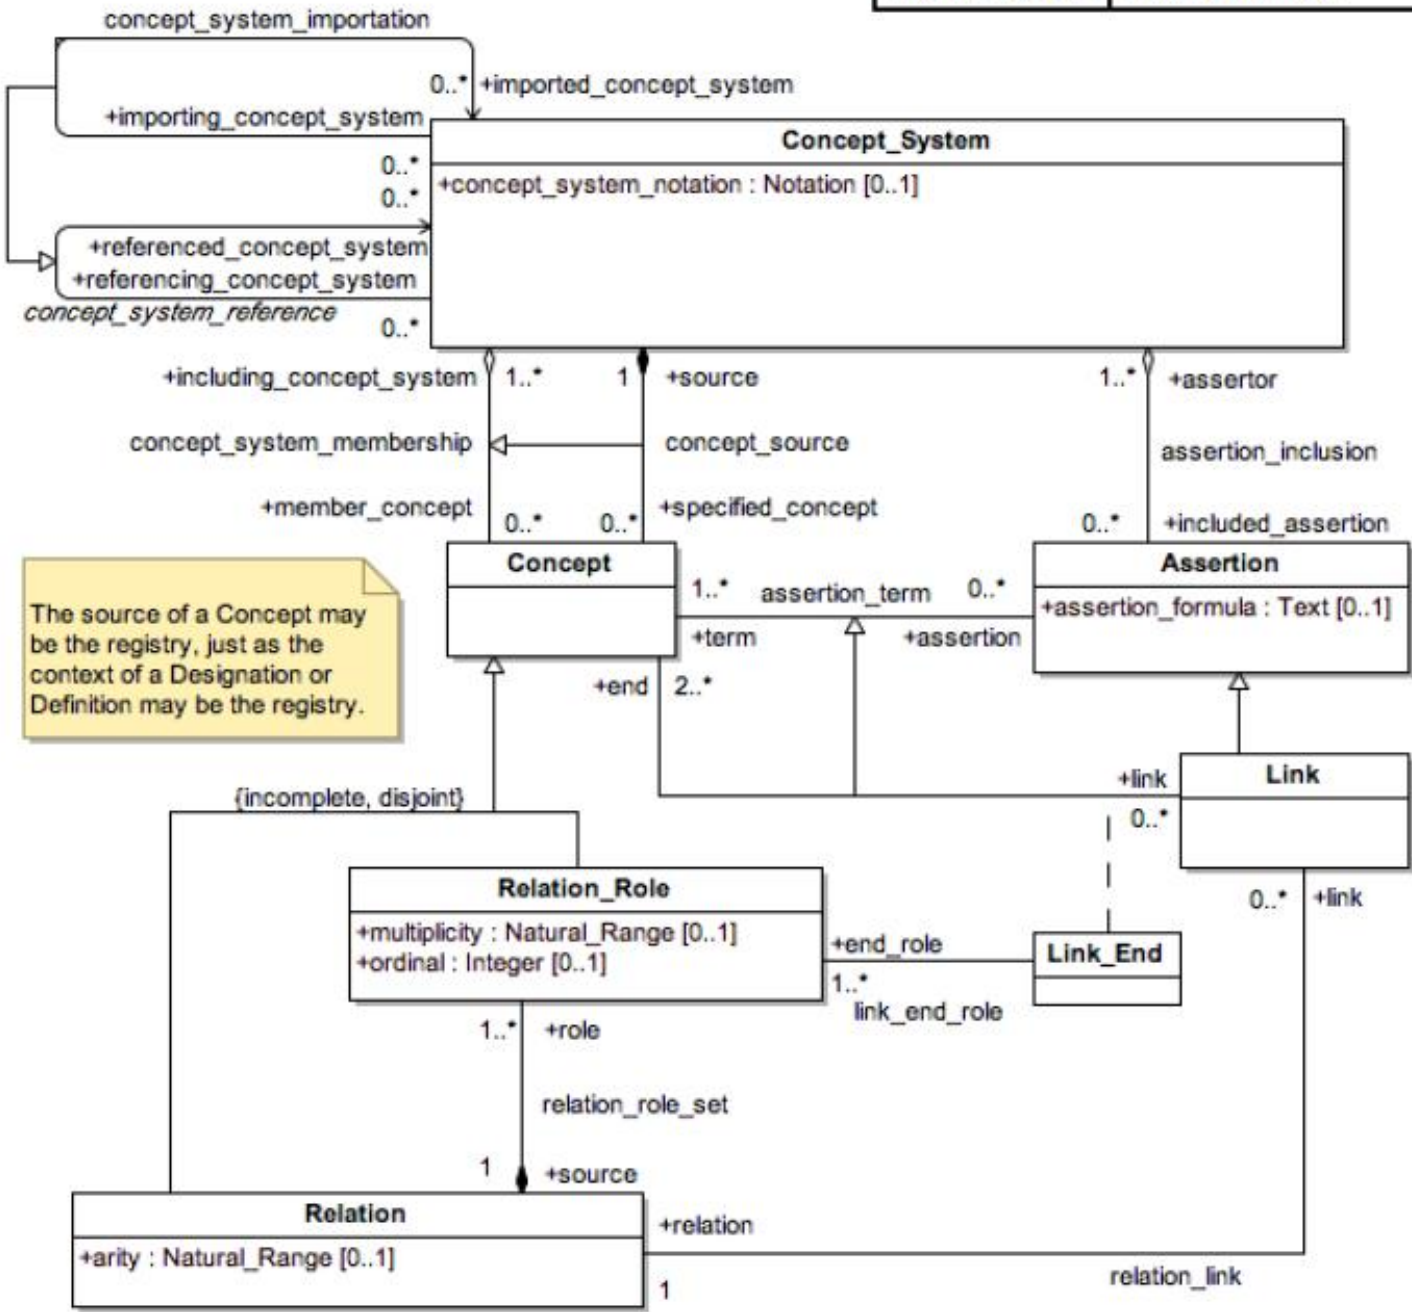 concept_system_importation
0..* +imported_concept_system
+importing_concept_system
0..*
Concept_System
+concept_system_notation : Notation [0..1]
0..*
+referenced_concept_system
+referencing_concept_system
concept_system_reference
0..*
+including_concept_system 1..* 1 +source 1..* +assertor
concept_system_membership concept_source assertion_inclusion
+member_concept 0..* 0..* +specified_concept 0..* +included_assertion
Concept
Assertion
+assertion_formula : Text [0..1]
1..* assertion_term 0..*
+term +assertion
The source of a Concept may
be the registry, just as the
context of a Designation or
Definition may be the registry.
+end 2..*
+link
0..*
Link
{incomplete, disjoint}
Relation_Role
+multiplicity : Natural_Range [0..1]
+ordinal : Integer [0..1]
+end_role
1..*
link_end_role
Link_End
0..* +link
1..* +role
relation_role_set
1 +source
Relation
+arity : Natural_Range [0..1]
+relation
1
relation_link